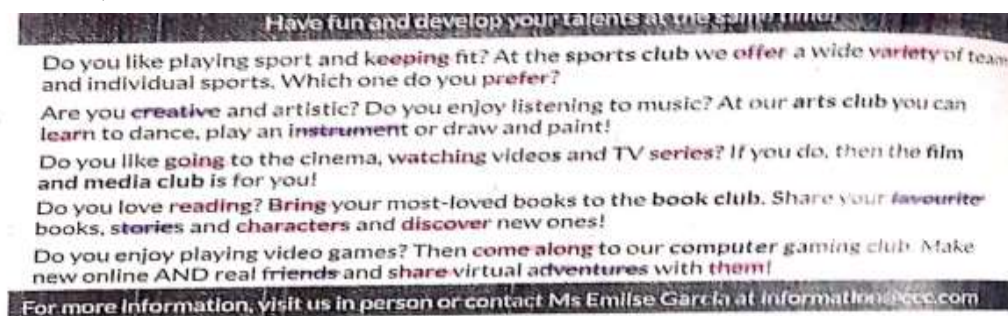 Have fun and develop your talents at the same time!
Do you like playing sport and keeping fit? At the sports club we offer a wide variety of team
and individual sports. Which one do you prefer?
Are you creative and artistic? Do you enjoy listening to music? At our arts club you can
learn to dance, play an instrument or draw and paint!
Do you like going to the cinema, watching videos and TV series? If you do, then the film
and media club is for you!
Do you love reading? Bring your most-loved books to the book club. Share your favourite
books, stories and characters and discover new ones!
Do you enjoy playing video games? Then come along to our computer gaming club. Make
new online AND real friends and share virtual adventures with them!
For more information, visit us in person or contact Ms Emilse Garcia at